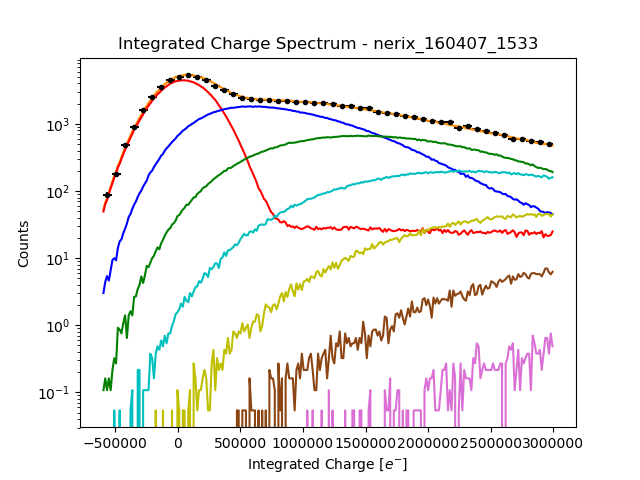 Integrated Charge Spectrum - nerix_160407_1533
Counts
10³
10²
10¹
10⁰
10⁻¹
−500000 0 500000 1000000 1500000 2000000 2500000 3000000
Integrated Charge [e⁻]